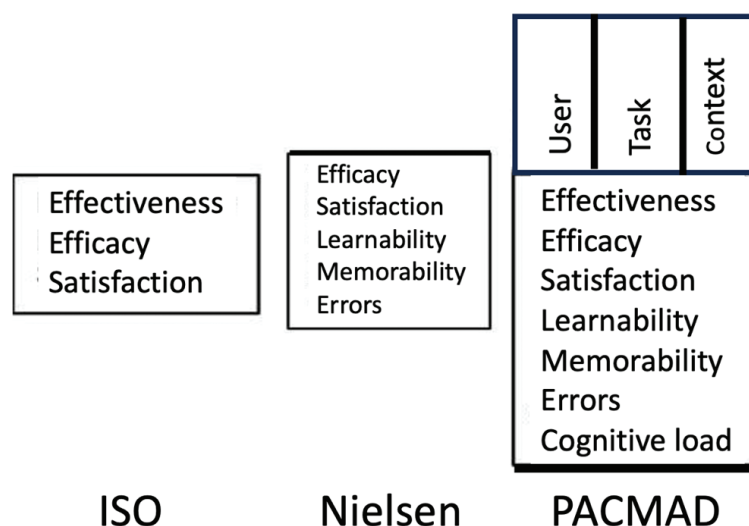 User
Task
Context
Effectiveness
Efficacy
Satisfaction
Efficacy
Satisfaction
Learnability
Memorability
Errors
Effectiveness
Efficacy
Satisfaction
Learnability
Memorability
Errors
Cognitive load
ISO
Nielsen
PACMAD